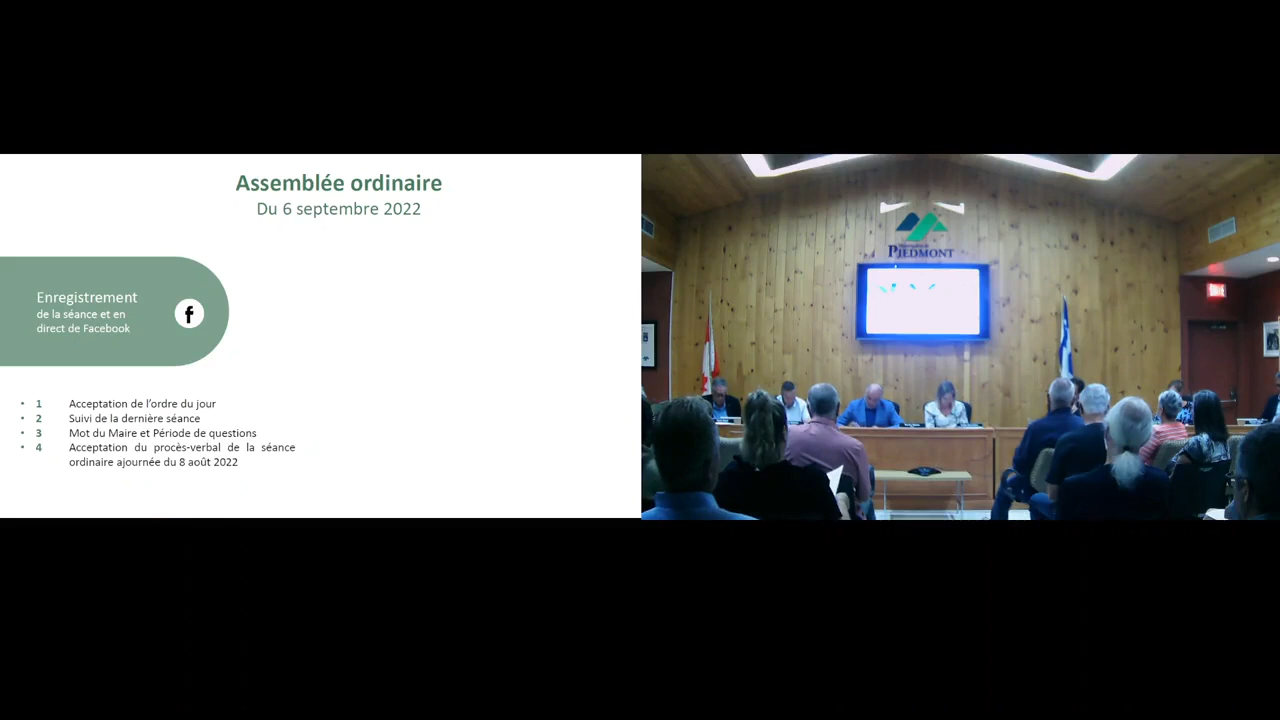 Assemblée ordinaire
Du 6 septembre 2022
Enregistrement
de la séance et en
direct de Facebook
f
• 1 Acceptation de l'ordre du jour
• 2 Suivi de la dernière séance
• 3 Mot du Maire et Période de questions
• 4 Acceptation du procès-verbal de la séance
ordinaire ajournée du 8 août 2022
PIEDMONT